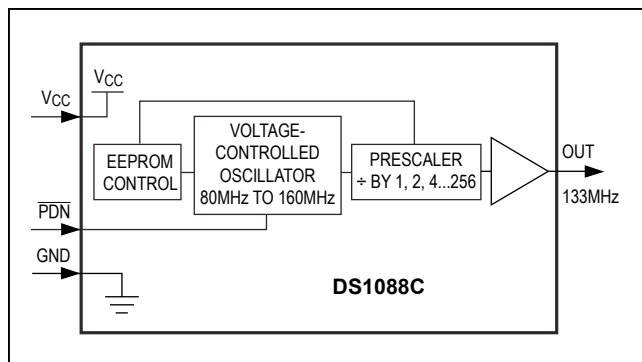 VCC
VCC
EEPROM
CONTROL
VOLTAGE-
CONTROLLED
OSCILLATOR
80MHz TO 160MHz
PRESCALER
÷ BY 1, 2, 4...256
OUT
133MHz
PDN
GND
DS1088C